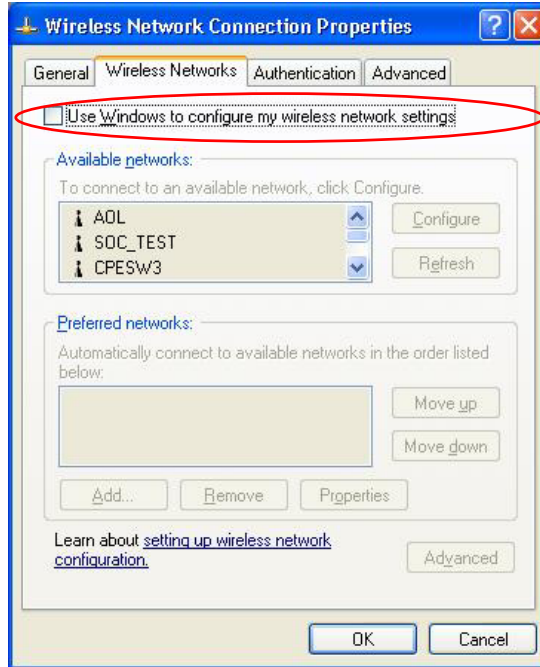 Wireless Network Connection Properties
General Wireless Networks Authentication Advanced
Use Windows to configure my wireless network settings
Available networks:
To connect to an available network, click Configure.
AOL
SOC_TEST
CPESW3
Configure
Refresh
Preferred networks:
Automatically connect to available networks in the order listed
below:
Move up
Move down
Add... Remove Properties
Learn about setting up wireless network
configuration.
Advanced
OK Cancel